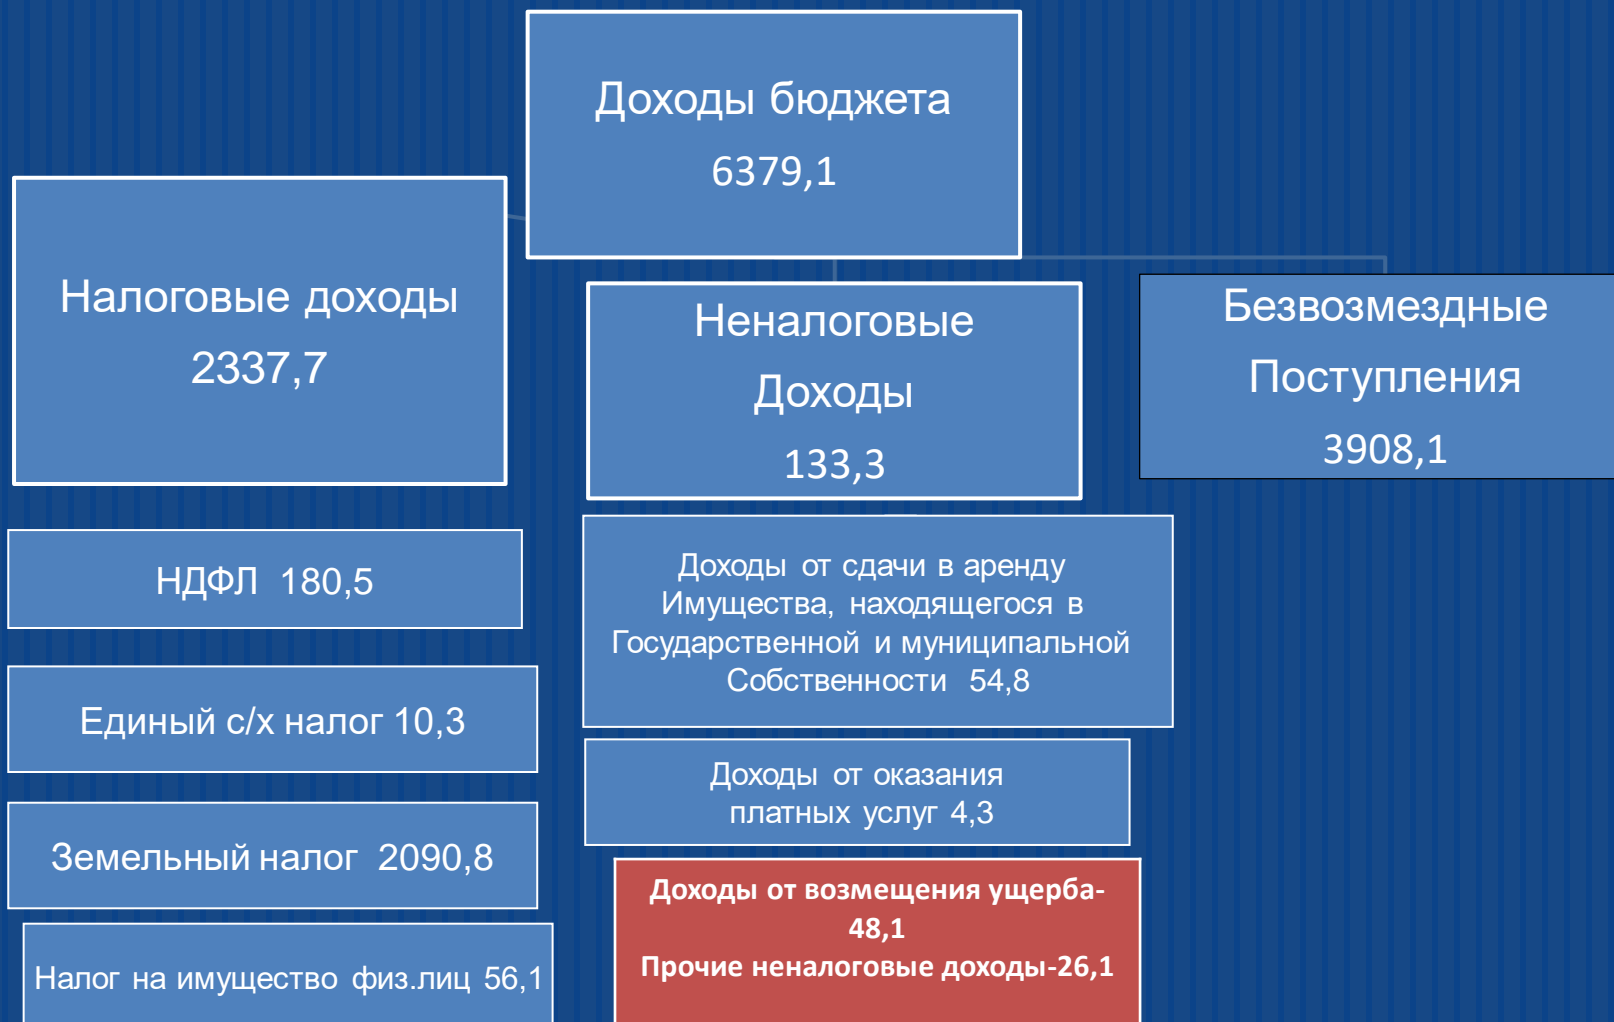 Доходы бюджета
6379,1
Налоговые доходы
2337,7
Неналоговые
Доходы
133,3
Безвозмездные
Поступления
3908,1
НДФЛ 180,5
Единый с/х налог 10,3
Земельный налог 2090,8
Налог на имущество физ.лиц 56,1
Доходы от сдачи в аренду
Имущества, находящегося в
Государственной и муниципальной
Собственности 54,8
Доходы от оказания
платных услуг 4,3
Доходы от возмещения ущерба-
48,1
Прочие неналоговые доходы-26,1